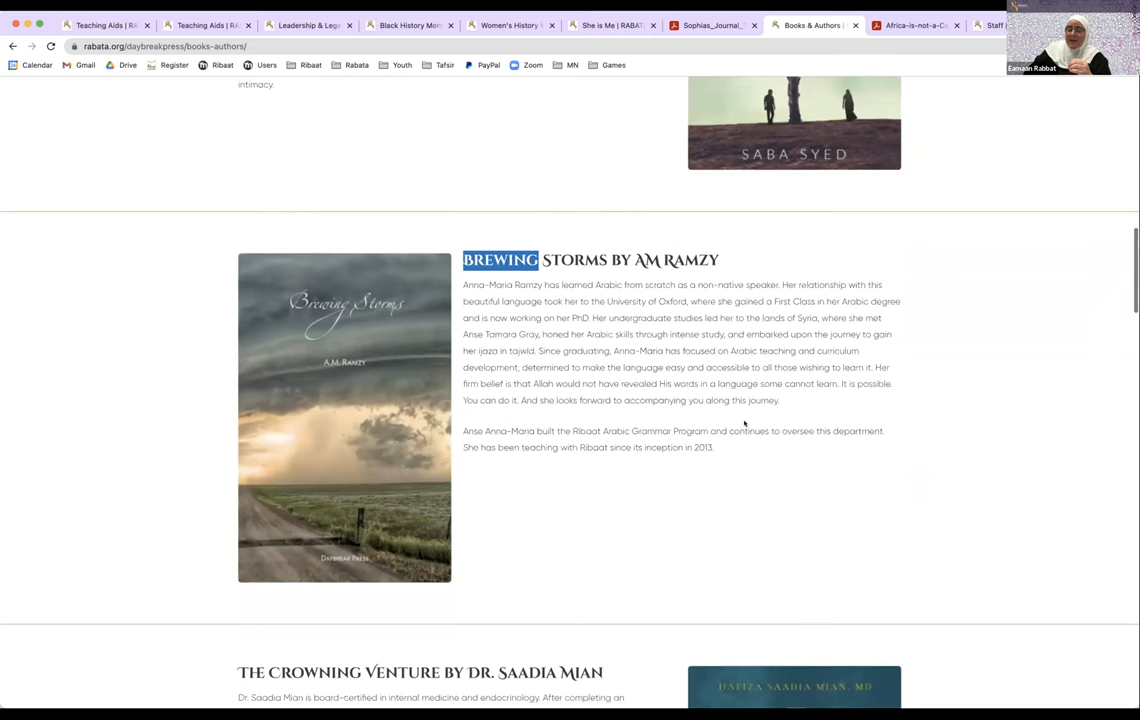 Teaching Aids | RA
Teaching Aids | RA
Leadership & Lega
Black History Mon
Women's History M
She is Me | RABAT
Sophias_Journal_
Books & Authors |
Africa-is-not-a-Co
Staff |
rabata.org/daybreakpress/books-authors/
Calendar
Gmail
Drive
Register
Ribaat
Users
Ribaat
Rabata
Youth
Tafsir
PayPal
Zoom
MN
Games
Eamaan Rabbat
intimacy.
SABA SYED
Brewing Storms by AM Ramzy
Anna-Maria Ramzy has learned Arabic from scratch as a non-native speaker. Her relationship with this
beautiful language took her to the University of Oxford, where she gained a First Class in her Arabic degree
and is now working on her PhD. Her undergraduate studies led her to the lands of Syria, where she met
Anse Tamara Gray, honed her Arabic skills through intense study, and embarked upon the journey to gain
her ijaza in tajwīd. Since graduating, Anna-Maria has focused on Arabic teaching and curriculum
development, determined to make the language easy and accessible to all those wishing to learn it. Her
firm belief is that Allah would not have revealed His words in a language some cannot learn. It is possible.
You can do it. And she looks forward to accompanying you along this journey.
Anse Anna-Maria built the Ribaat Arabic Grammar Program and continues to oversee this department.
She has been teaching with Ribaat since its inception in 2013.
Brewing Storms
A.M. Ramzy
Daybreak Press
The Crowning Venture by Dr. Saadia Mian
Dr. Saadia Mian is board-certified in internal medicine and endocrinology. After completing an
HAFIZA SAADIA MIAN, MD